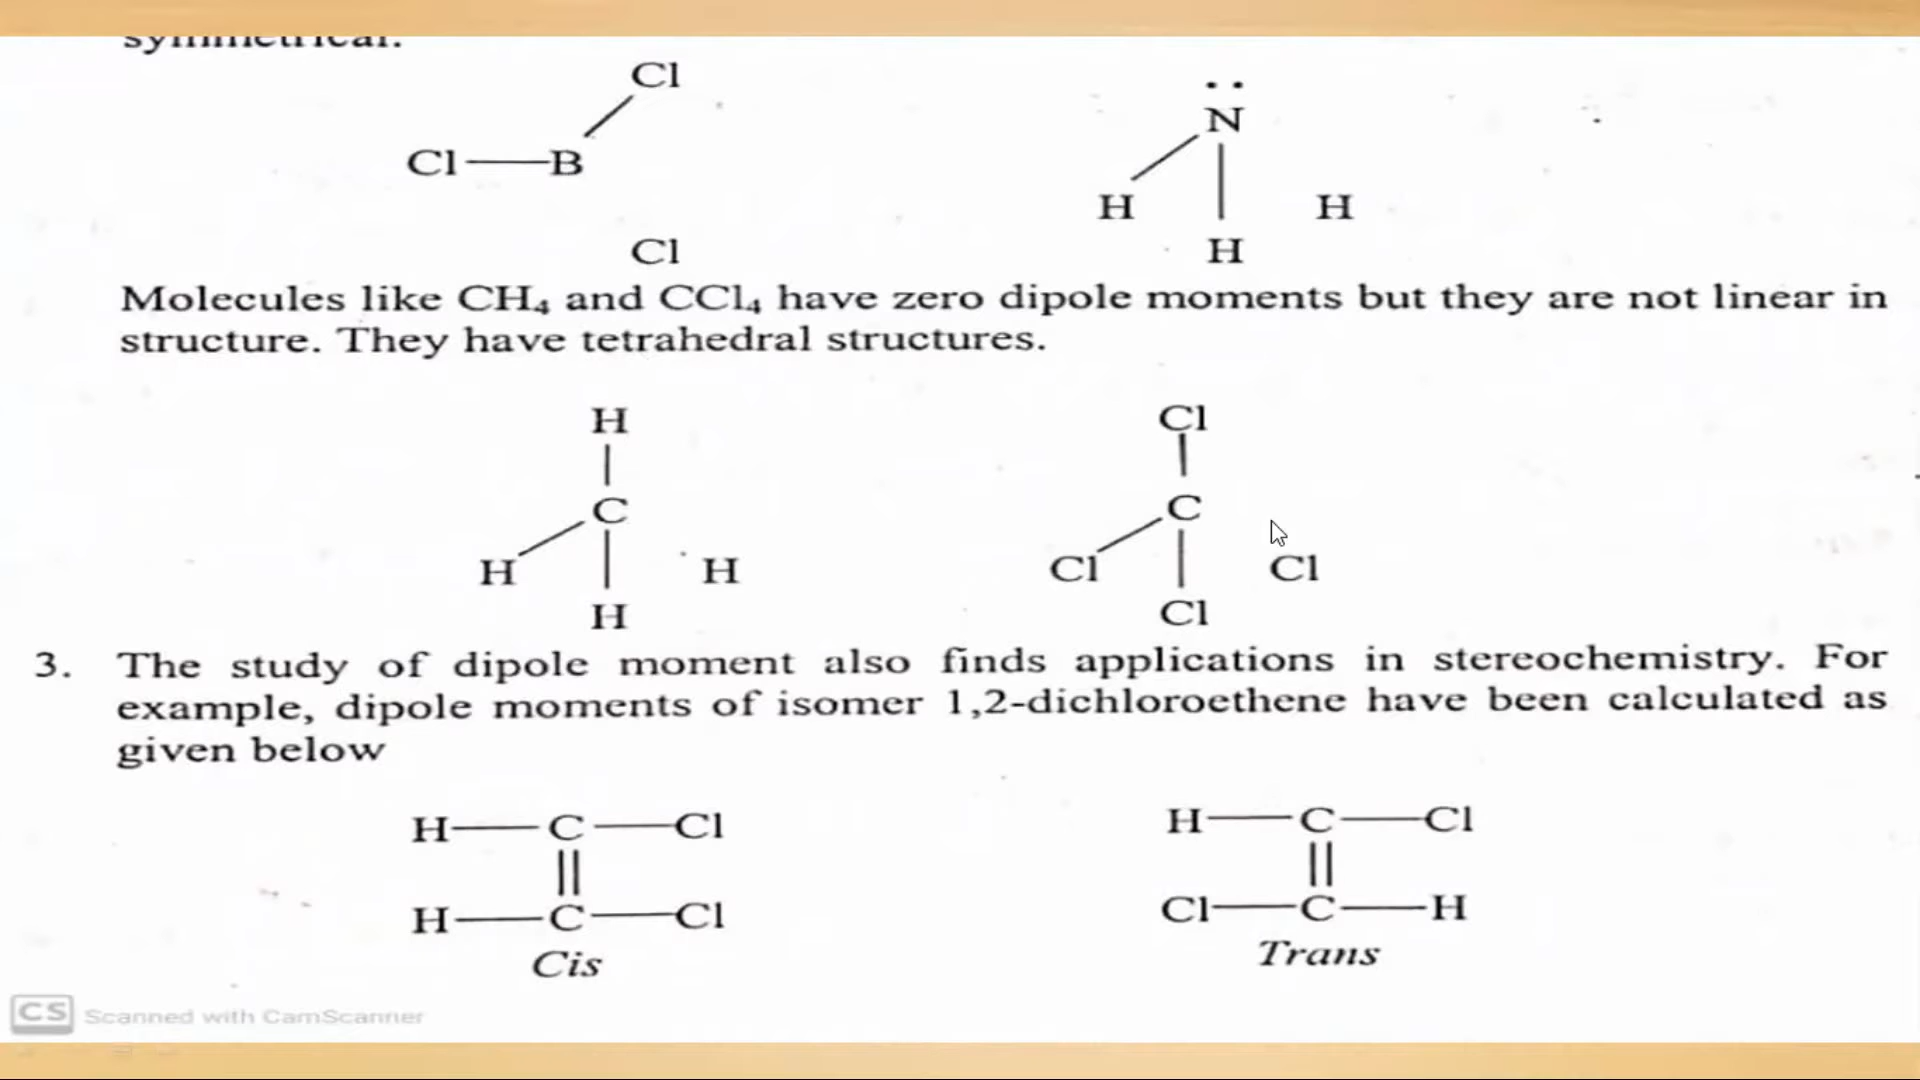 symmetrical.
Cl
Cl B
Cl
..
N
H H
H
Molecules like CH₄ and CCl₄ have zero dipole moments but they are not linear in
structure. They have tetrahedral structures.
H
C
H H
H
Cl
C
Cl Cl
Cl
3. The study of dipole moment also finds applications in stereochemistry. For
example, dipole moments of isomer 1,2-dichloroethene have been calculated as
given below
H—C—Cl
||
H—C—Cl
Cis
H—C—Cl
||
Cl—C—H
Trans
CS Scanned with CamScanner